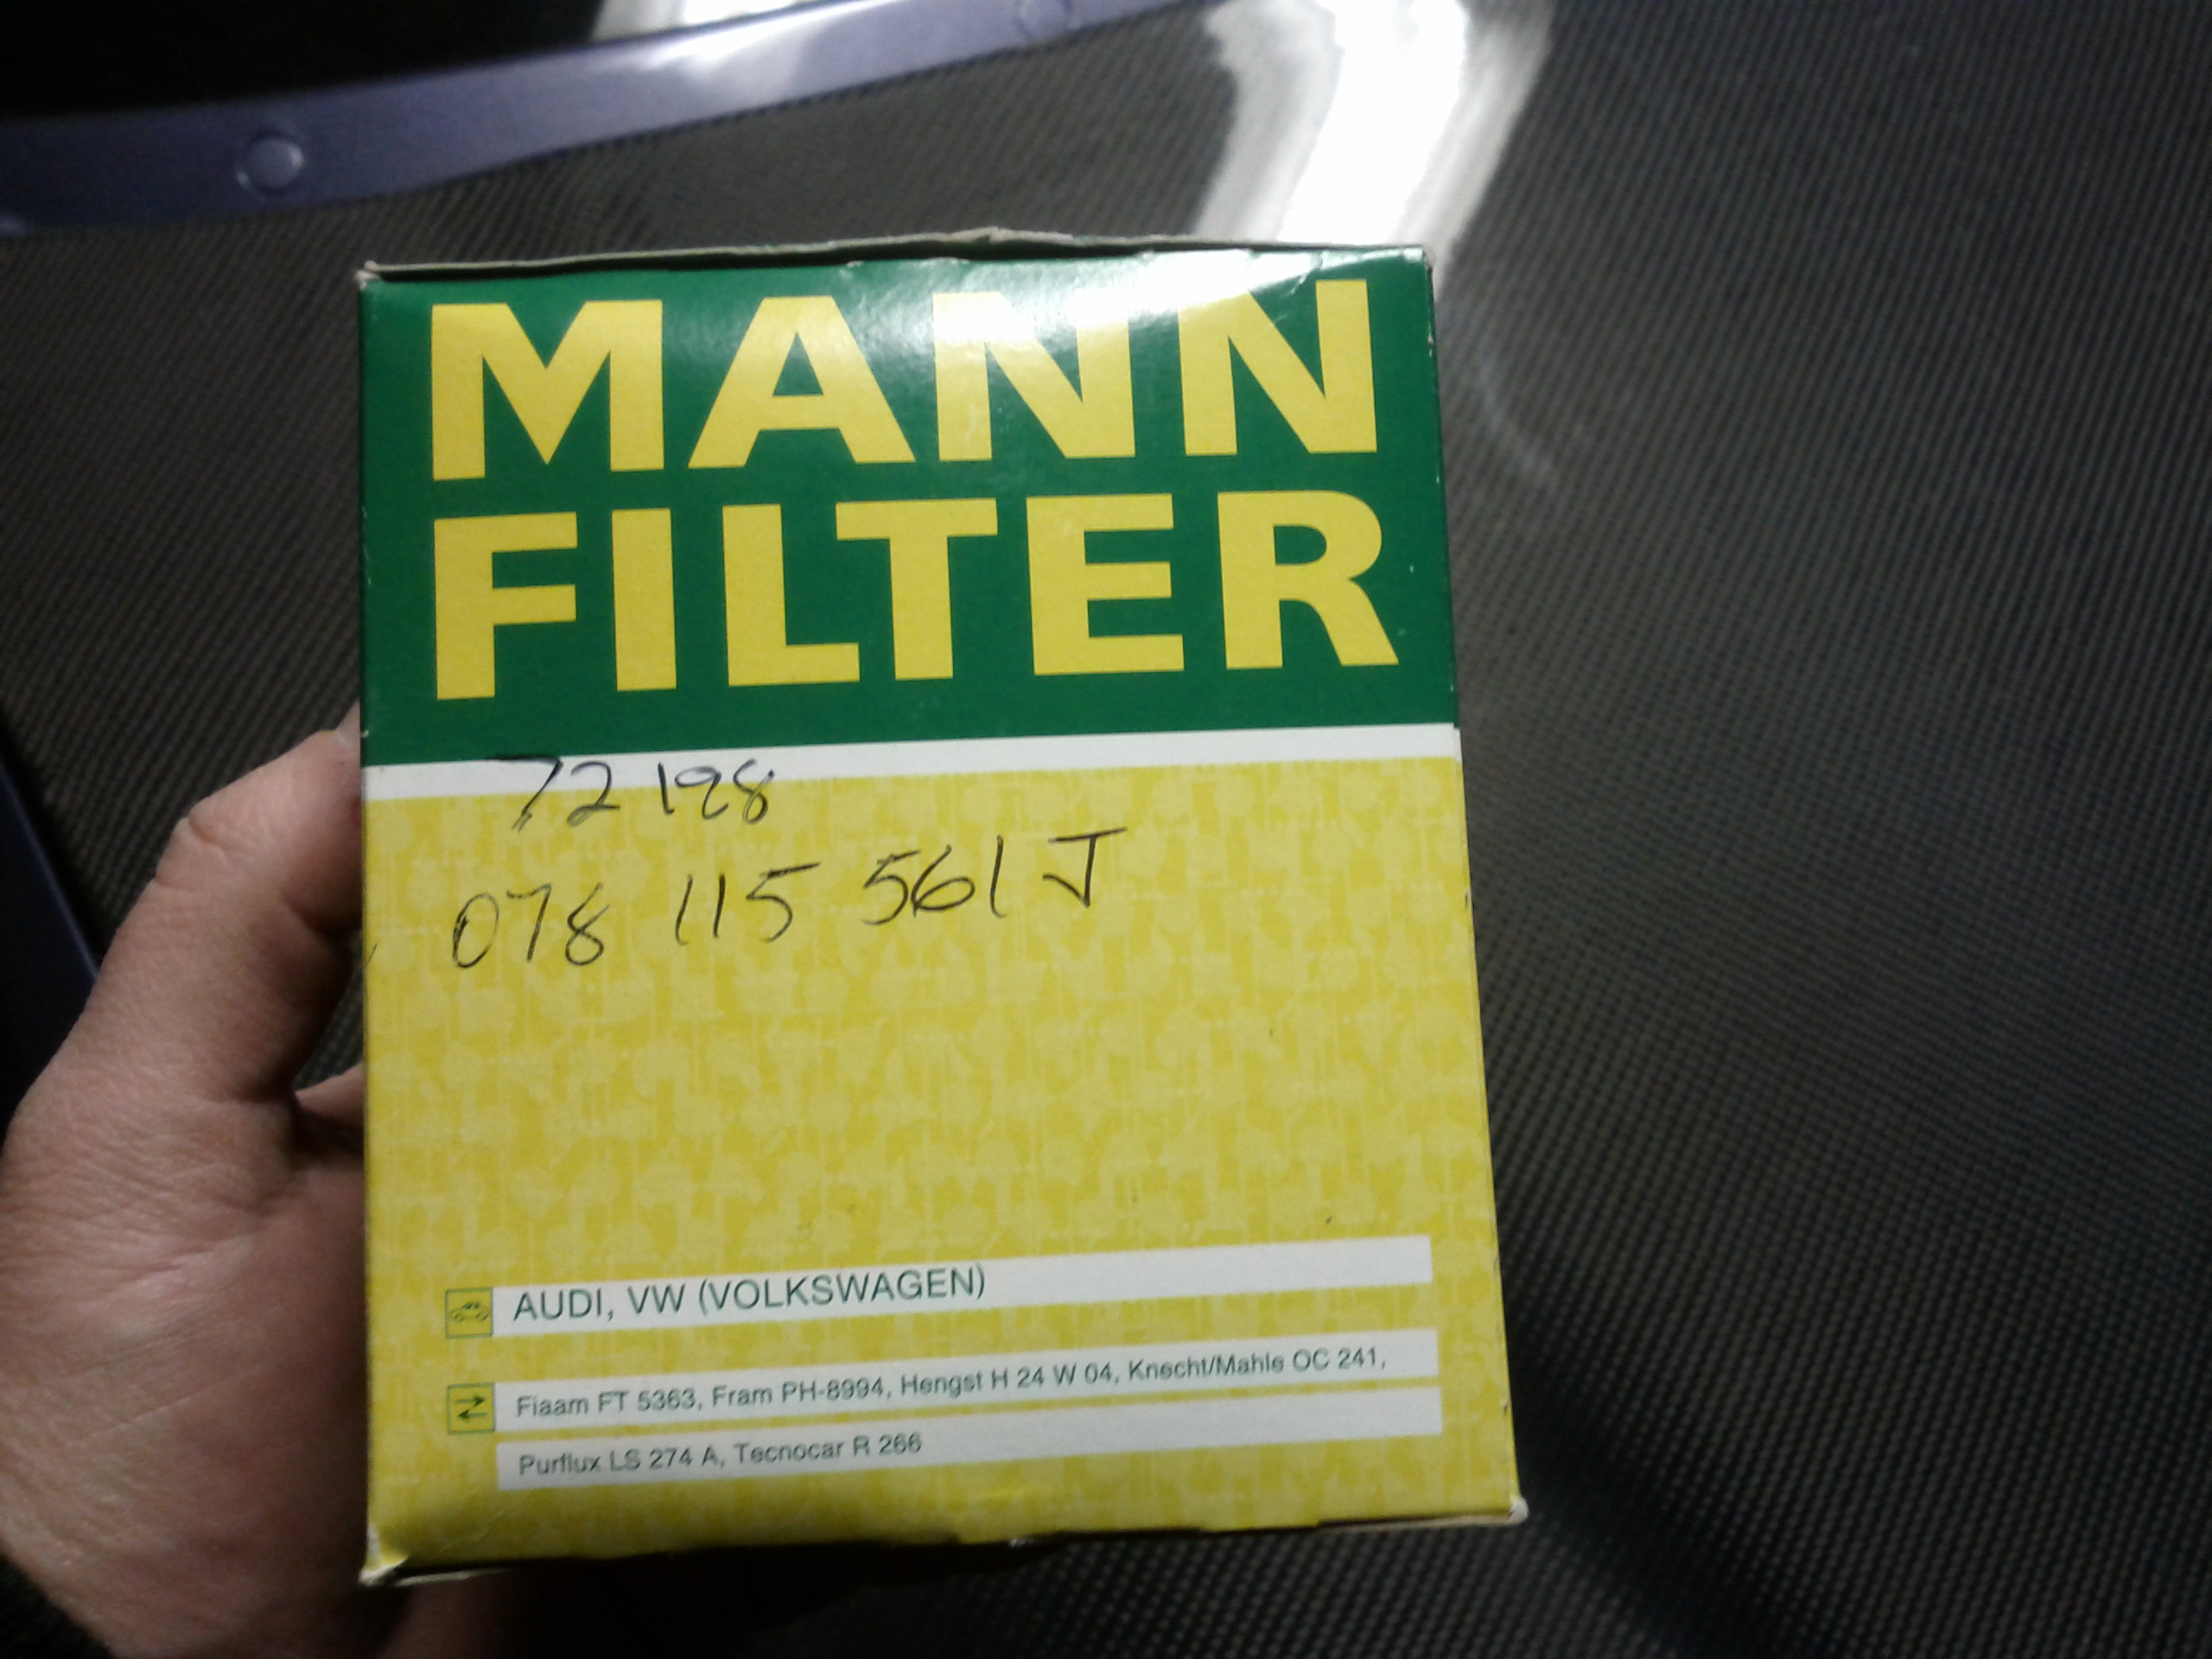 MANN
FILTER
72198
078 115 561 J
AUDI, VW (VOLKSWAGEN)
Fiaam FT 5363, Fram PH-8994, Hengst H 24 W 04, Knecht/Mahle OC 241,
Purflux LS 274 A, Tecnocar R 266